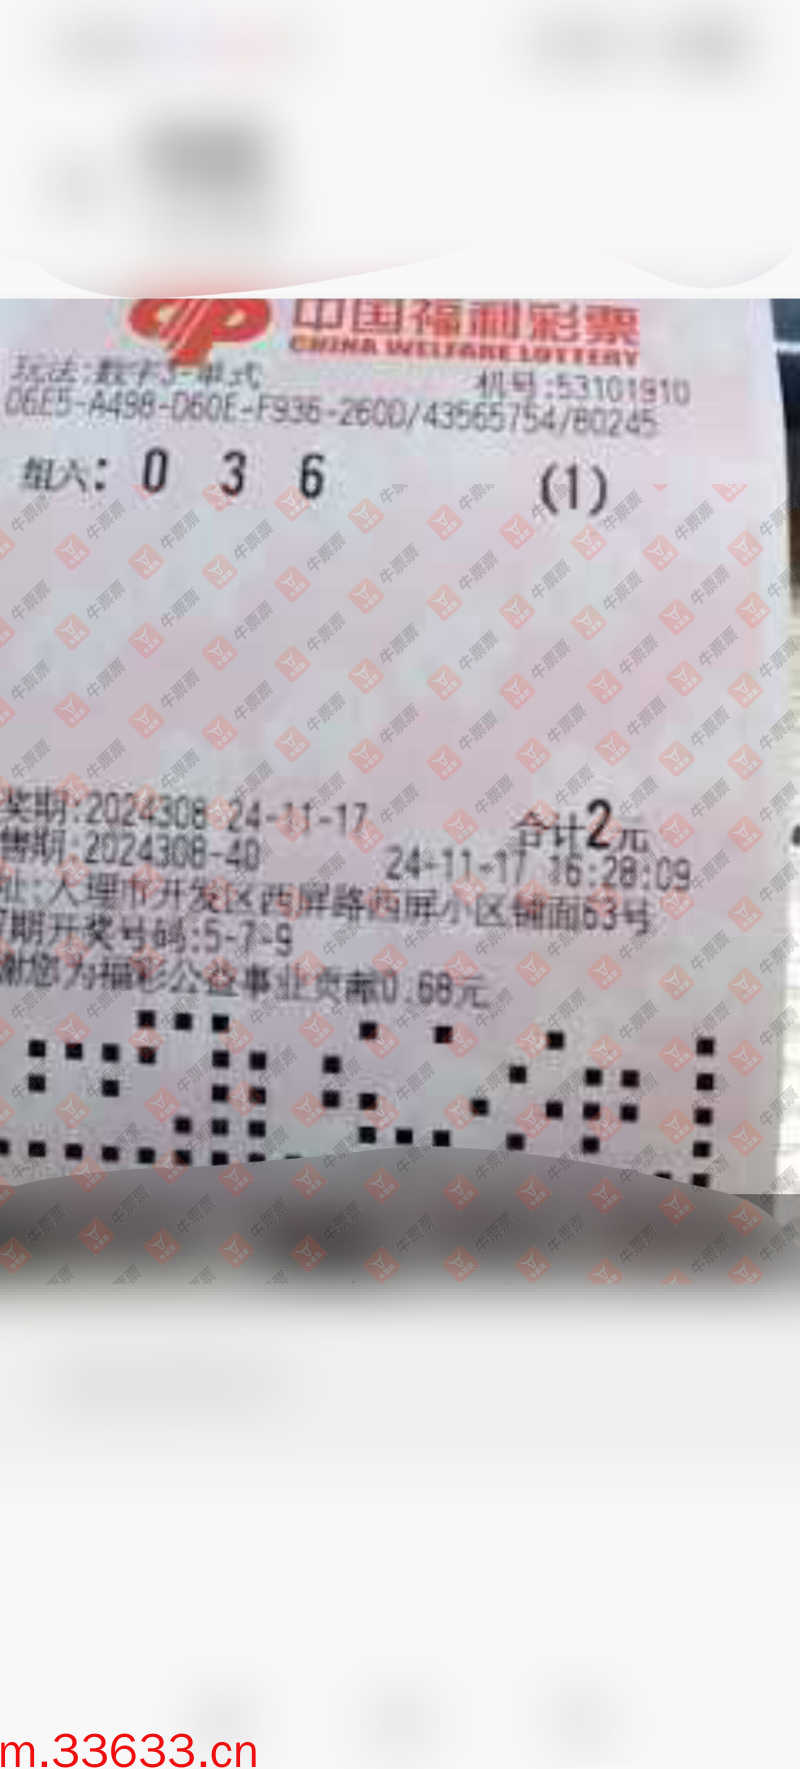 中国福利彩票
CHINA WELFARE LOTTERY
玩法:数字3-单式 机号:53101910
06E5-A498-D60E-F936-260D/43565754/80245
组六: 0 3 6 (1)
奖期:2024308 24-11-17 合计2元
售期:2024308-40 24-11-17 16:28:09
址:大理市开发区西屏路西屏小区铺面63号
7期开奖号码:5-7-9
谢您为福彩公益事业贡献0.68元
牛票票
m.33633.cn